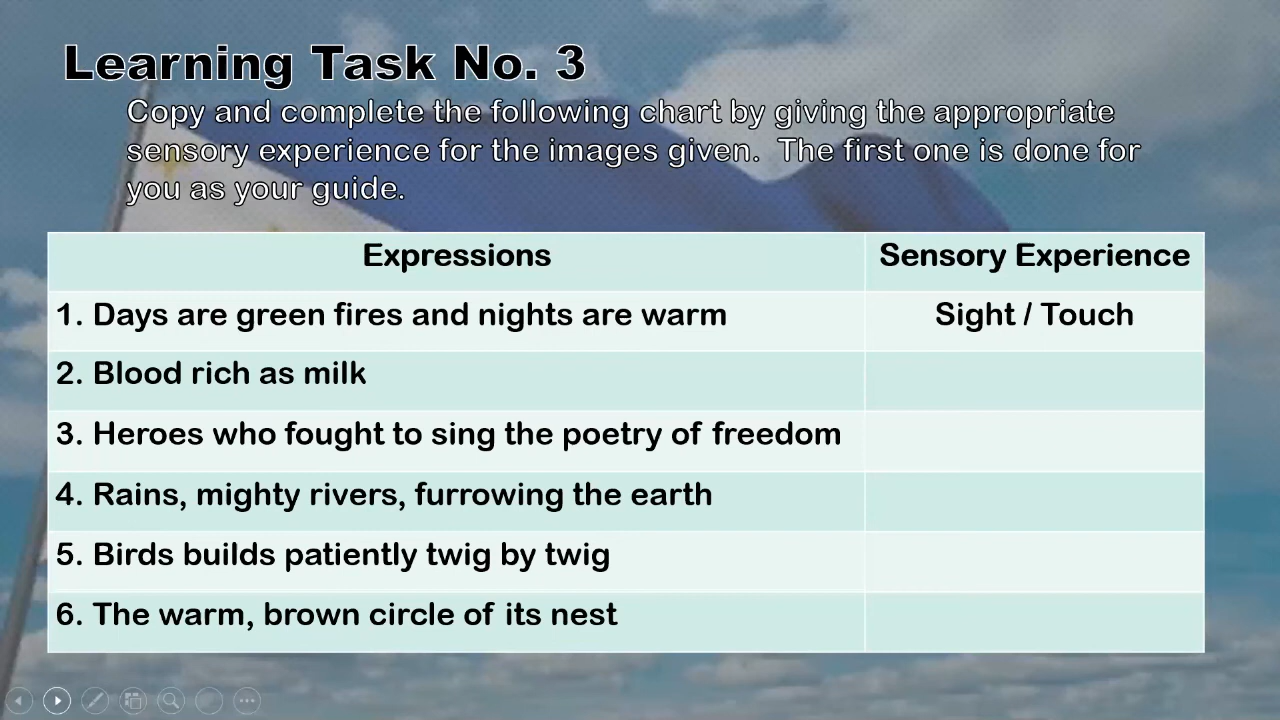 Learning Task No. 3
Copy and complete the following chart by giving the appropriate
sensory experience for the images given.  The first one is done for
you as your guide.
Expressions
Sensory Experience
1. Days are green fires and nights are warm
Sight / Touch
2. Blood rich as milk
3. Heroes who fought to sing the poetry of freedom
4. Rains, mighty rivers, furrowing the earth
5. Birds builds patiently twig by twig
6. The warm, brown circle of its nest